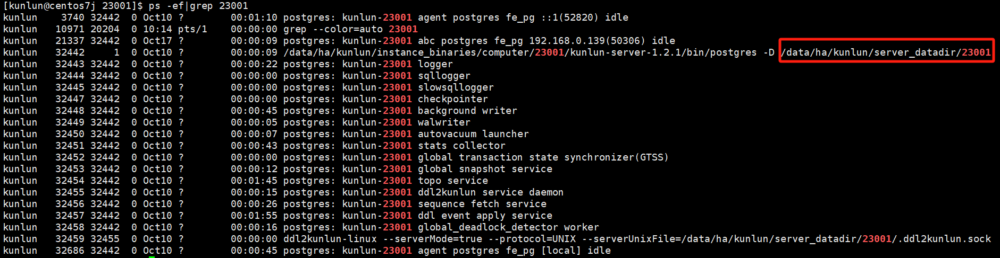 [kunlun@centos7j 23001]$ ps -ef|grep 23001
kunlun    3740 32442  0 Oct10 ?        00:01:10 postgres: kunlun-23001 agent postgres fe_pg ::1(52820) idle
kunlun   10971 20204  0 10:14 pts/1    00:00:00 grep --color=auto 23001
kunlun   21337 32442  0 Oct17 ?        00:00:09 postgres: kunlun-23001 abc postgres fe_pg 192.168.0.139(50306) idle
kunlun   32442     1  0 Oct10 ?        00:00:09 /data/ha/kunlun/instance_binaries/computer/23001/kunlun-server-1.2.1/bin/postgres -D /data/ha/kunlun/server_datadir/23001
kunlun   32443 32442  0 Oct10 ?        00:00:22 postgres: kunlun-23001 logger
kunlun   32444 32442  0 Oct10 ?        00:00:00 postgres: kunlun-23001 sqllogger
kunlun   32445 32442  0 Oct10 ?        00:00:00 postgres: kunlun-23001 slowsqllogger
kunlun   32447 32442  0 Oct10 ?        00:00:00 postgres: kunlun-23001 checkpointer
kunlun   32448 32442  0 Oct10 ?        00:00:45 postgres: kunlun-23001 background writer
kunlun   32449 32442  0 Oct10 ?        00:00:05 postgres: kunlun-23001 walwriter
kunlun   32450 32442  0 Oct10 ?        00:00:07 postgres: kunlun-23001 autovacuum launcher
kunlun   32451 32442  0 Oct10 ?        00:00:43 postgres: kunlun-23001 stats collector
kunlun   32452 32442  0 Oct10 ?        00:00:00 postgres: kunlun-23001 global transaction state synchronizer(GTSS)
kunlun   32453 32442  0 Oct10 ?        00:00:12 postgres: kunlun-23001 global snapshot service
kunlun   32454 32442  0 Oct10 ?        00:01:45 postgres: kunlun-23001 topo service
kunlun   32455 32442  0 Oct10 ?        00:00:15 postgres: kunlun-23001 ddl2kunlun service daemon
kunlun   32456 32442  0 Oct10 ?        00:00:26 postgres: kunlun-23001 sequence fetch service
kunlun   32457 32442  0 Oct10 ?        00:01:55 postgres: kunlun-23001 ddl event apply service
kunlun   32458 32442  0 Oct10 ?        00:00:16 postgres: kunlun-23001 global_deadlock_detector worker
kunlun   32459 32455  0 Oct10 ?        00:00:00 ddl2kunlun-linux --serverMode=true --protocol=UNIX --serverUnixFile=/data/ha/kunlun/server_datadir/23001/.ddl2kunlun.sock
kunlun   32686 32442  0 Oct10 ?        00:00:45 postgres: kunlun-23001 agent postgres fe_pg [local] idle